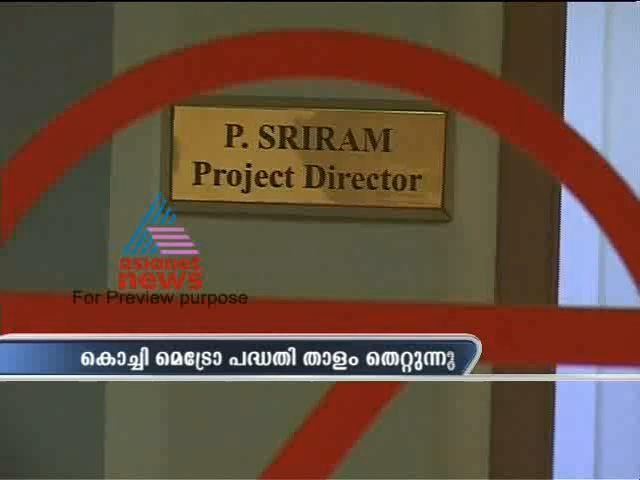 P. SRIRAM
Project Director
asianet
news
For Preview purpose
കൊച്ചി മെട്രോ പദ്ധതി താളം തെറ്റുന്നു